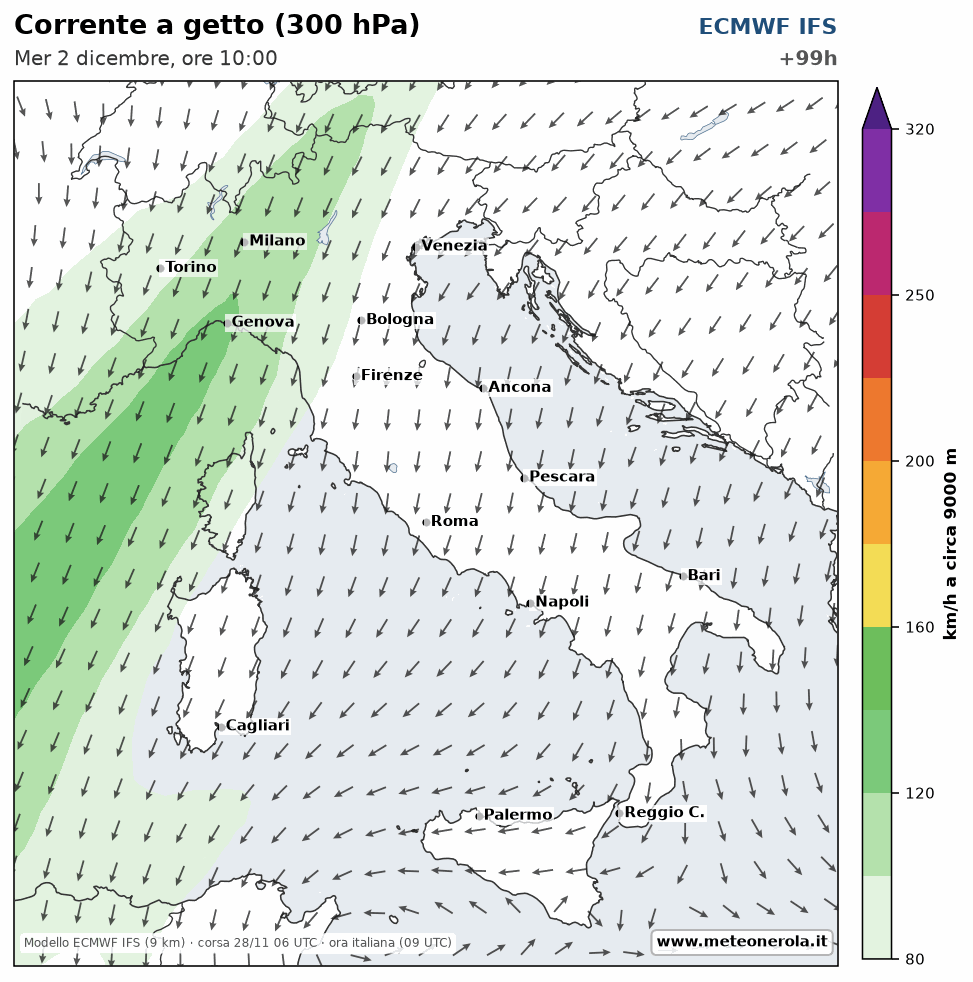 Corrente a getto (300 hPa)
ECMWF IFS
Mer 2 dicembre, ore 10:00
+99h
320
250
200
160
120
80
km/h a circa 9000 m
Milano
Venezia
Torino
Genova
Bologna
Firenze
Ancona
Pescara
Roma
Bari
Napoli
Cagliari
Palermo
Reggio C.
Modello ECMWF IFS (9 km) · corsa 28/11 06 UTC · ora italiana (09 UTC)
www.meteonerola.it